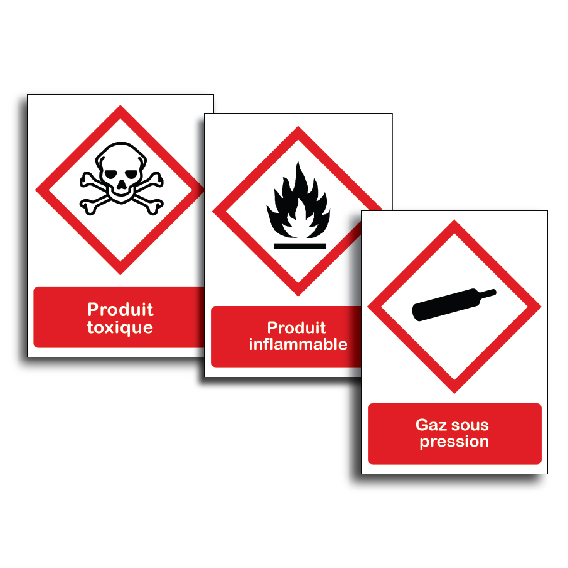 Produit
toxique
Produit
inflammable
Gaz sous
pression